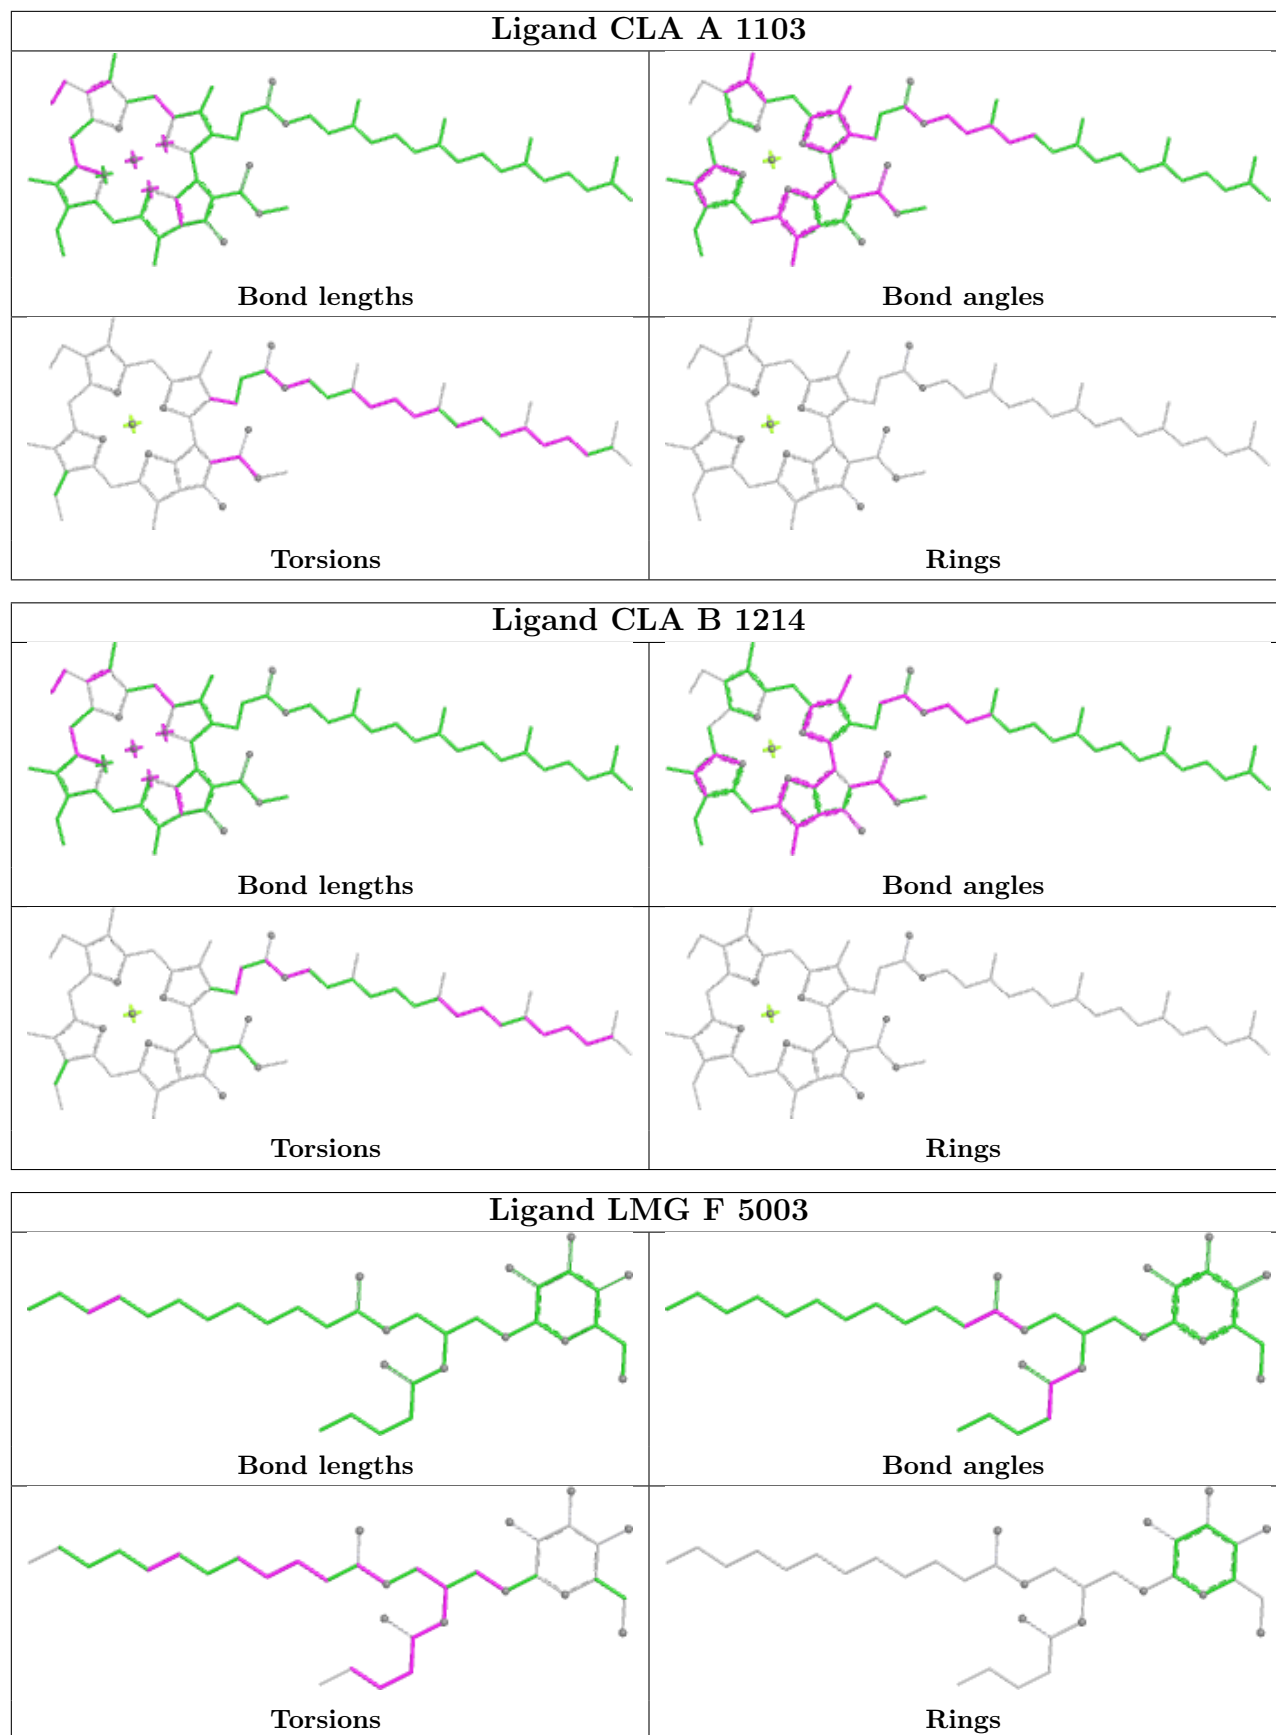 Ligand CLA A 1103
Bond lengths
Bond angles
Torsions
Rings
Ligand CLA B 1214
Bond lengths
Bond angles
Torsions
Rings
Ligand LMG F 5003
Bond lengths
Bond angles
Torsions
Rings